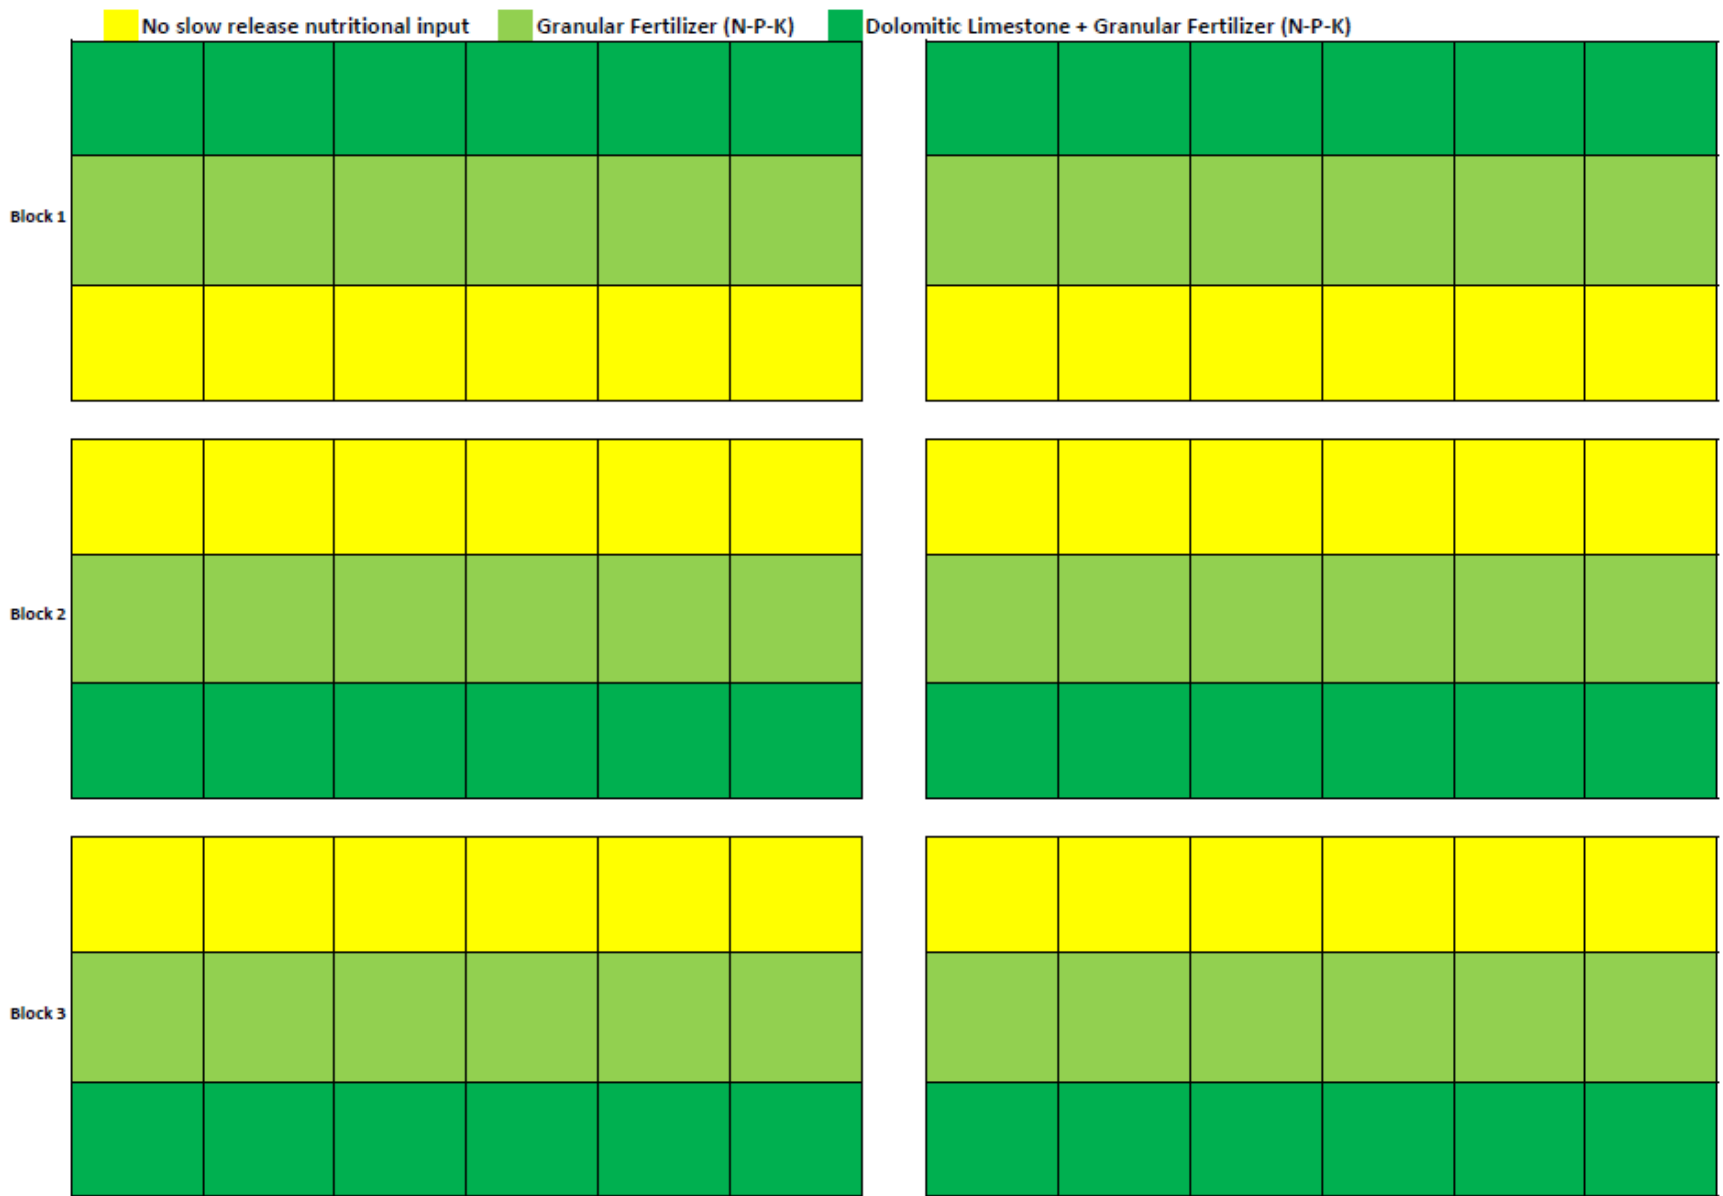 No slow release nutritional input
Granular Fertilizer (N-P-K)
Dolomitic Limestone + Granular Fertilizer (N-P-K)
Block 1
Block 2
Block 3